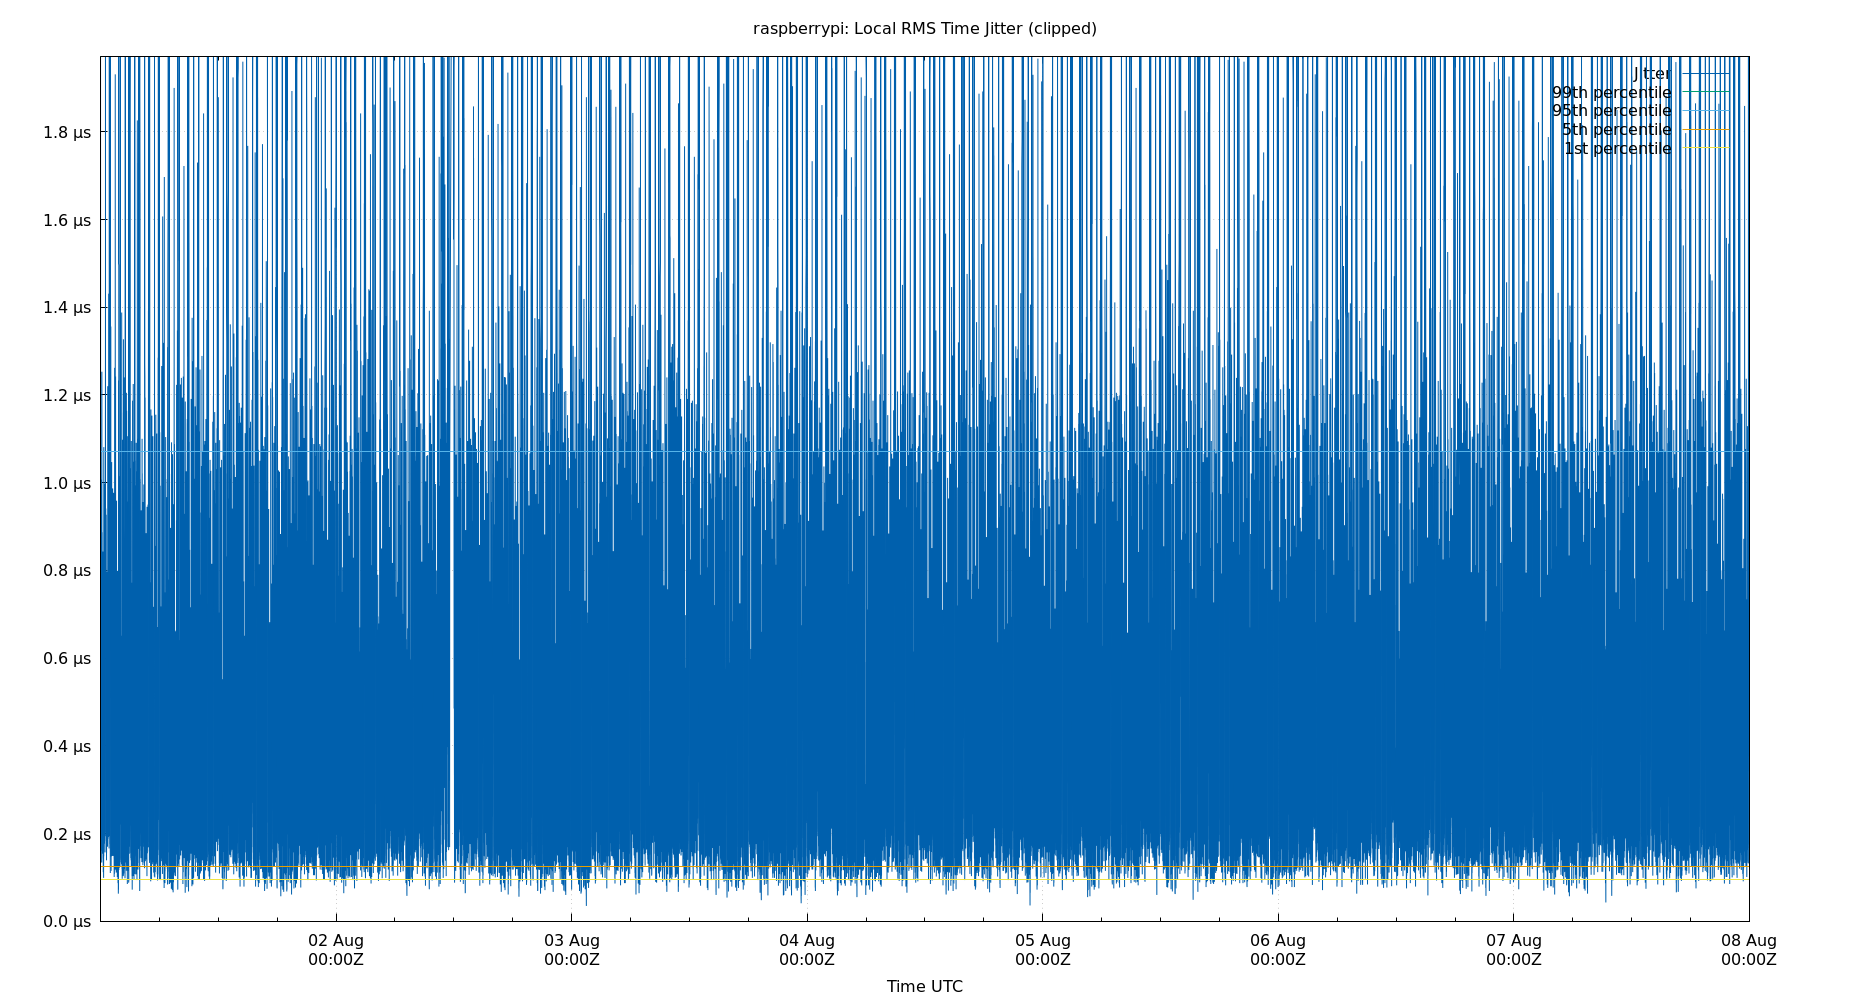 raspberrypi: Local RMS Time Jitter (clipped)
Jitter
99th percentile
95th percentile
5th percentile
1st percentile
1.8 µs
1.6 µs
1.4 µs
1.2 µs
1.0 µs
0.8 µs
0.6 µs
0.4 µs
0.2 µs
0.0 µs
02 Aug 03 Aug 04 Aug 05 Aug 06 Aug 07 Aug 08 Aug
00:00Z 00:00Z 00:00Z 00:00Z 00:00Z 00:00Z 00:00Z
Time UTC